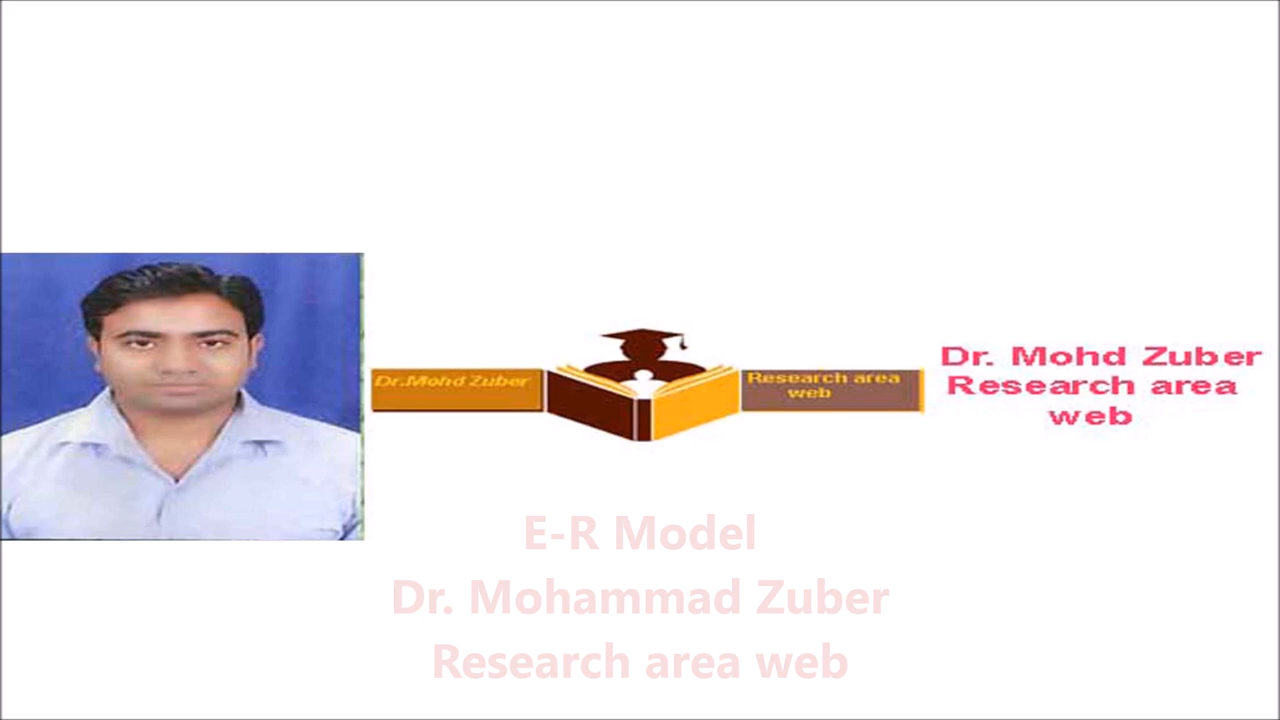 Dr.Mohd Zuber
Research area
web
Dr. Mohd Zuber
Research area
web
E-R Model
Dr. Mohammad Zuber
Research area web